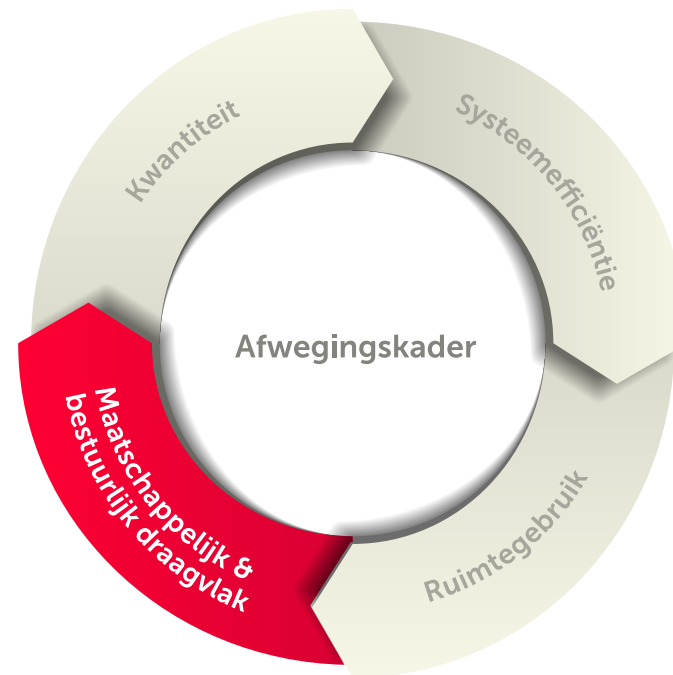 Kwantiteit
Systeemefficiëntie
Afwegingskader
Maatschappelijk &
bestuurlijk draagvlak
Ruimtegebruik